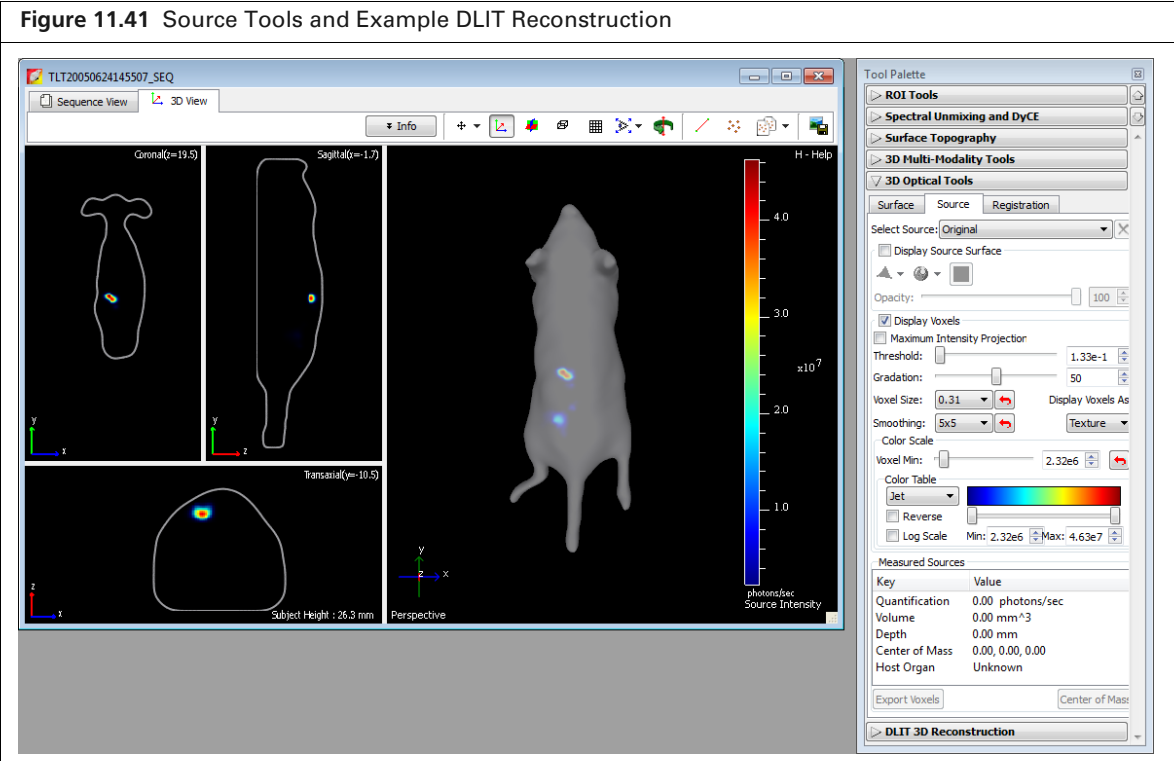 Figure 11.41 Source Tools and Example DLIT Reconstruction
TLT20050624145507_SEQ
Sequence View
3D View
Info
Coronal(z=19.5)
Sagittal(x=-1.7)
H - Help
4.0
3.0
x10^7
2.0
1.0
photons/sec
Source Intensity
y
x
y
z
Transaxial(y=-10.5)
z
x
Subject Height : 26.3 mm
y
z
x
Perspective
Tool Palette
ROI Tools
Spectral Unmixing and DyCE
Surface Topography
3D Multi-Modality Tools
3D Optical Tools
Surface Source Registration
Select Source: Original
Display Source Surface
Opacity: 100
Display Voxels
Maximum Intensity Projection
Threshold: 1.33e-1
Gradation: 50
Voxel Size: 0.31 Display Voxels As
Smoothing: 5x5 Texture
Color Scale
Voxel Min: 2.32e6
Color Table
Jet
Reverse
Log Scale Min: 2.32e6 Max: 4.63e7
Measured Sources
Key Value
Quantification 0.00 photons/sec
Volume 0.00 mm^3
Depth 0.00 mm
Center of Mass 0.00, 0.00, 0.00
Host Organ Unknown
Export Voxels Center of Mass
DLIT 3D Reconstruction